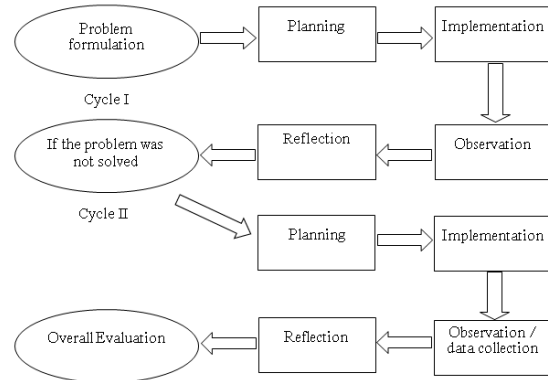 Problem
formulation
Planning
Implementation
Cycle I
If the problem was
not solved
Reflection
Observation
Cycle II
Planning
Implementation
Overall Evaluation
Reflection
Observation /
data collection